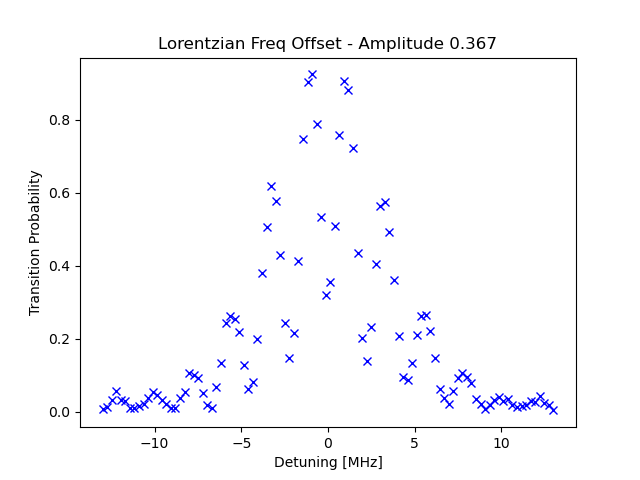 Lorentzian Freq Offset - Amplitude 0.367
Transition Probability
0.8
0.6
0.4
0.2
0.0
−10 −5 0 5 10
Detuning [MHz]